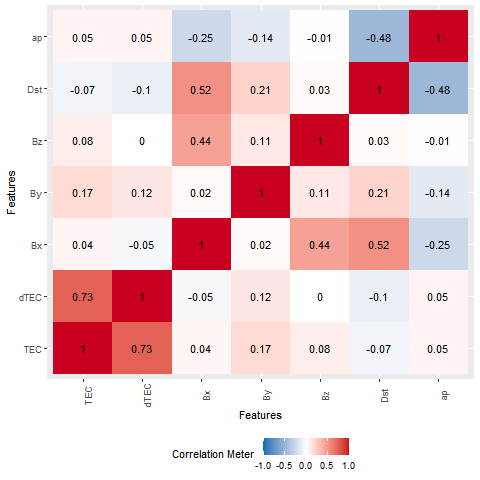 ap 0.05 0.05 -0.25 -0.14 -0.01 -0.48 1
Dst -0.07 -0.1 0.52 0.21 0.03 1 -0.48
Bz 0.08 0 0.44 0.11 1 0.03 -0.01
By 0.17 0.12 0.02 1 0.11 0.21 -0.14
Bx 0.04 -0.05 1 0.02 0.44 0.52 -0.25
dTEC 0.73 1 -0.05 0.12 0 -0.1 0.05
TEC 1 0.73 0.04 0.17 0.08 -0.07 0.05
Features
TEC dTEC Bx By Bz Dst ap
Features
Correlation Meter
-1.0 -0.5 0.0 0.5 1.0